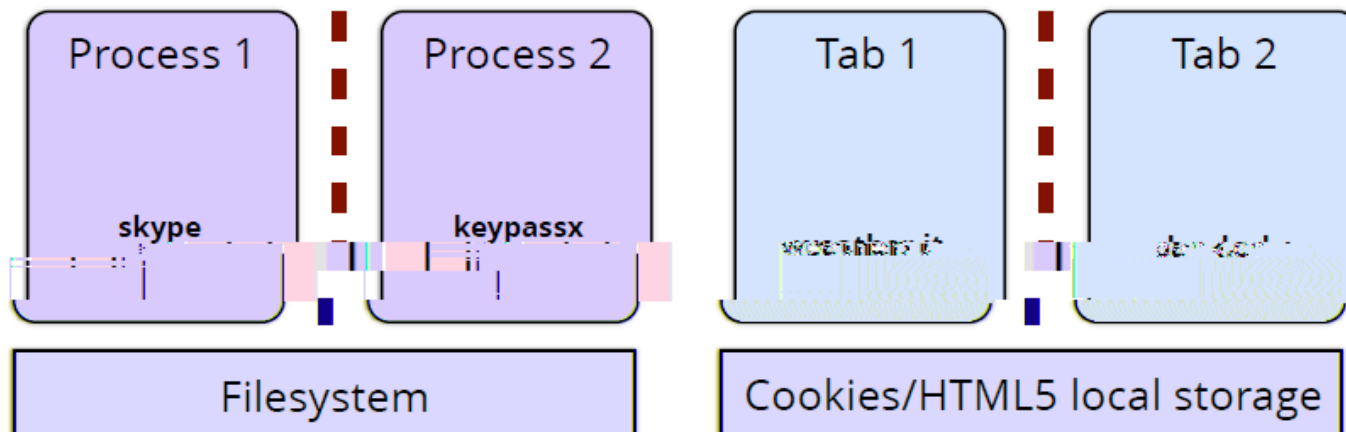 Process 1
Process 2
Tab 1
Tab 2
skype
keypassx
Filesystem
Cookies/HTML5 local storage